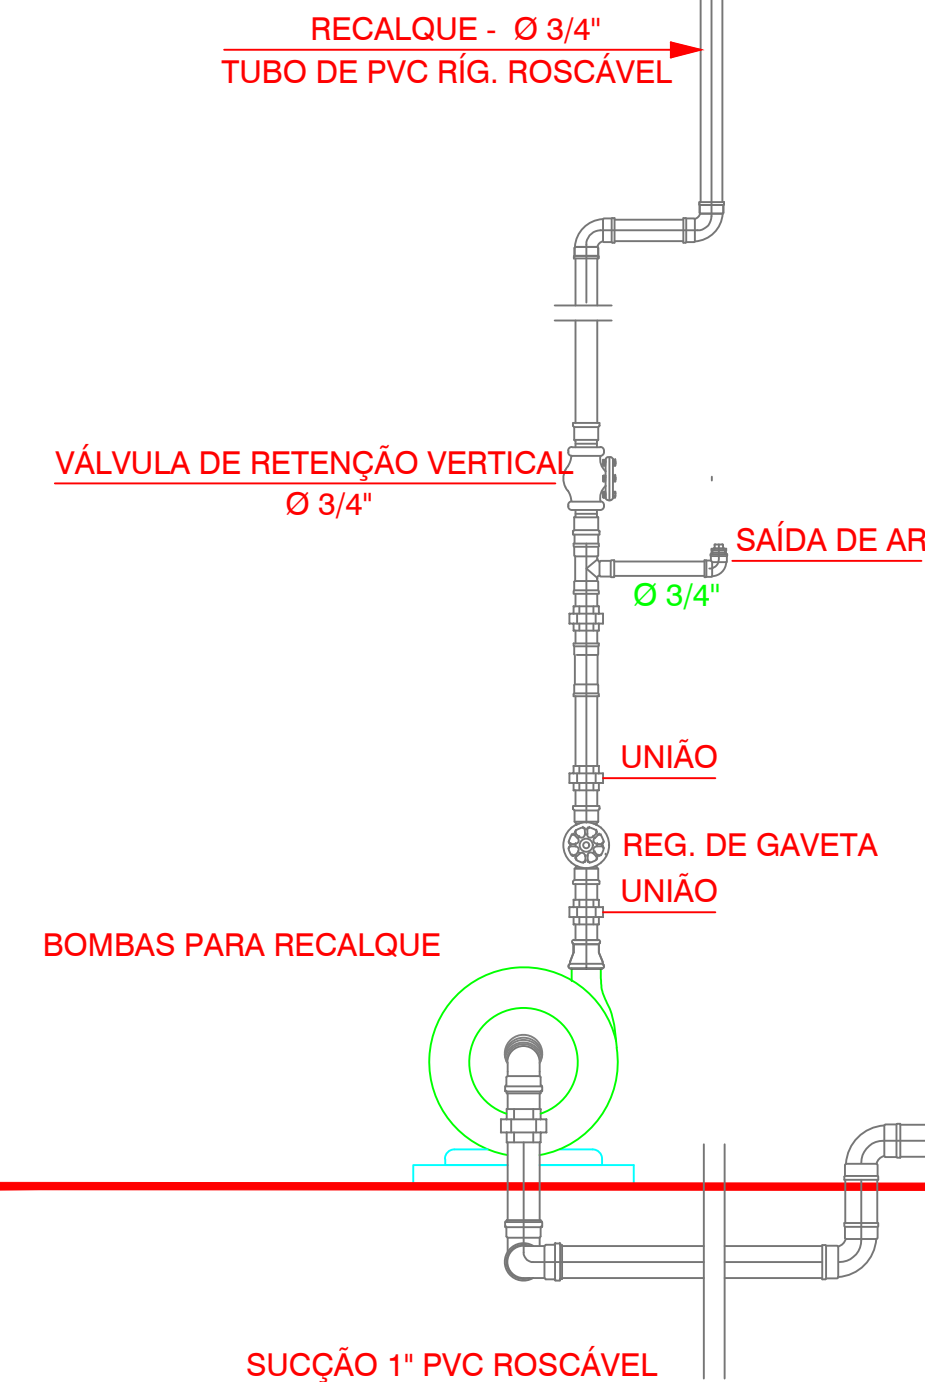 RECALQUE - Ø 3/4"
TUBO DE PVC RÍG. ROSCÁVEL
VÁLVULA DE RETENÇÃO VERTICAL
Ø 3/4"
SAÍDA DE AR
Ø 3/4"
UNIÃO
REG. DE GAVETA
UNIÃO
BOMBAS PARA RECALQUE
SUCÇÃO 1" PVC ROSCÁVEL